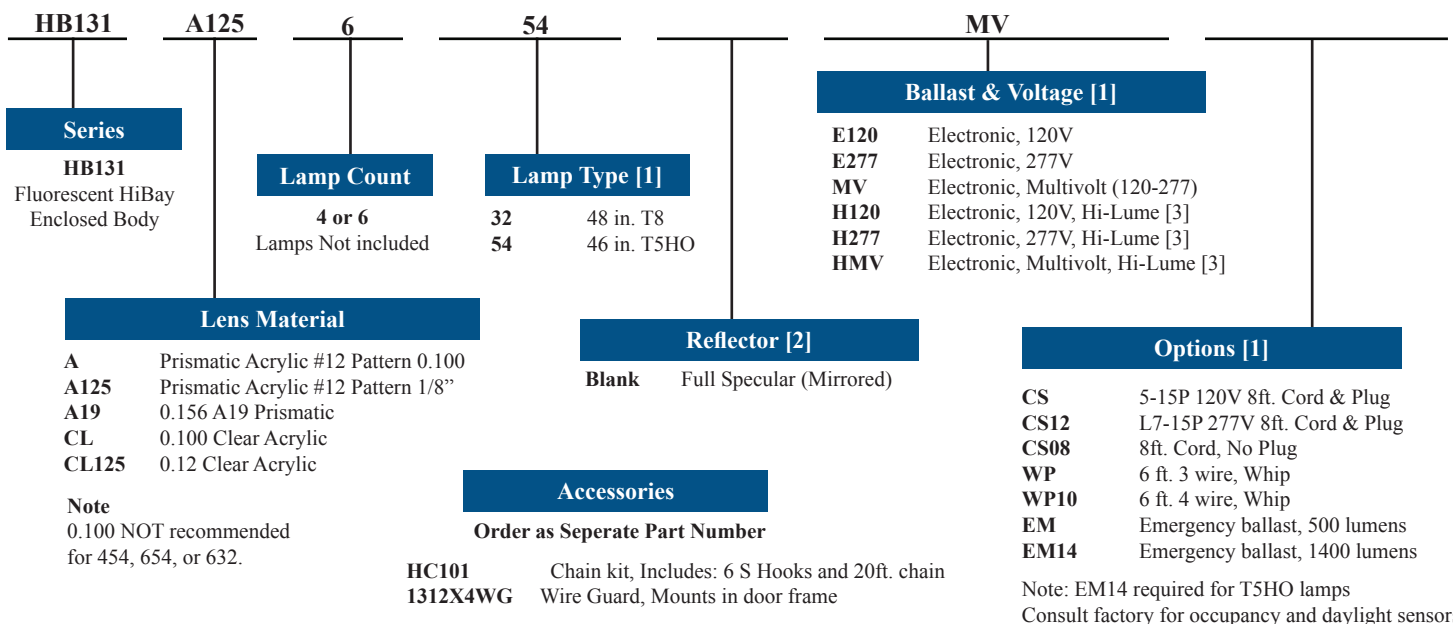 HB131 A125 6 54 MV
Series
HB131
Fluorescent HiBay
Enclosed Body
Lamp Count
4 or 6
Lamps Not included
Lamp Type [1]
32 48 in. T8
54 46 in. T5HO
Ballast & Voltage [1]
E120 Electronic, 120V
E277 Electronic, 277V
MV Electronic, Multivolt (120-277)
H120 Electronic, 120V, Hi-Lume [3]
H277 Electronic, 277V, Hi-Lume [3]
HMV Electronic, Multivolt, Hi-Lume [3]
Lens Material
A Prismatic Acrylic #12 Pattern 0.100
A125 Prismatic Acrylic #12 Pattern 1/8”
A19 0.156 A19 Prismatic
CL 0.100 Clear Acrylic
CL125 0.12 Clear Acrylic
Note
0.100 NOT recommended
for 454, 654, or 632.
Reflector [2]
Blank Full Specular (Mirrored)
Accessories
Order as Seperate Part Number
HC101 Chain kit, Includes: 6 S Hooks and 20ft. chain
1312X4WG Wire Guard, Mounts in door frame
Options [1]
CS 5-15P 120V 8ft. Cord & Plug
CS12 L7-15P 277V 8ft. Cord & Plug
CS08 8ft. Cord, No Plug
WP 6 ft. 3 wire, Whip
WP10 6 ft. 4 wire, Whip
EM Emergency ballast, 500 lumens
EM14 Emergency ballast, 1400 lumens
Note: EM14 required for T5HO lamps
Consult factory for occupancy and daylight sensor